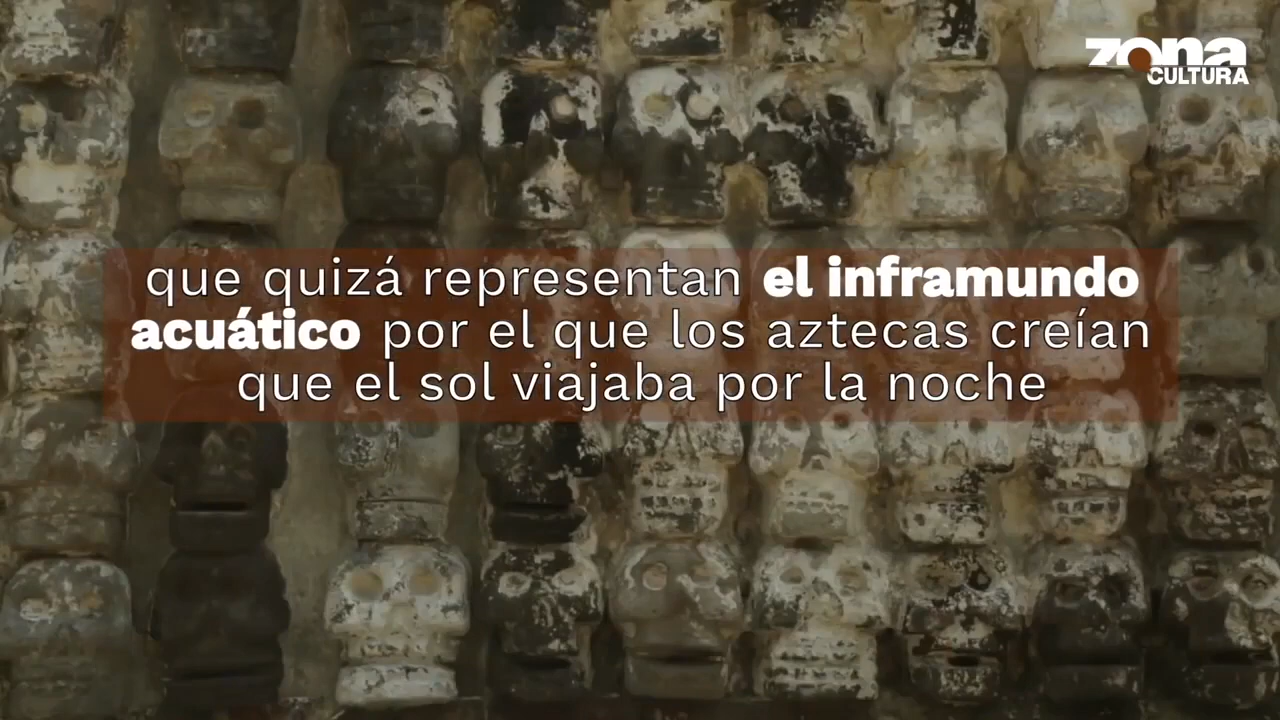 zona
CULTURA
que quizá representan el inframundo
acuático por el que los aztecas creían
que el sol viajaba por la noche